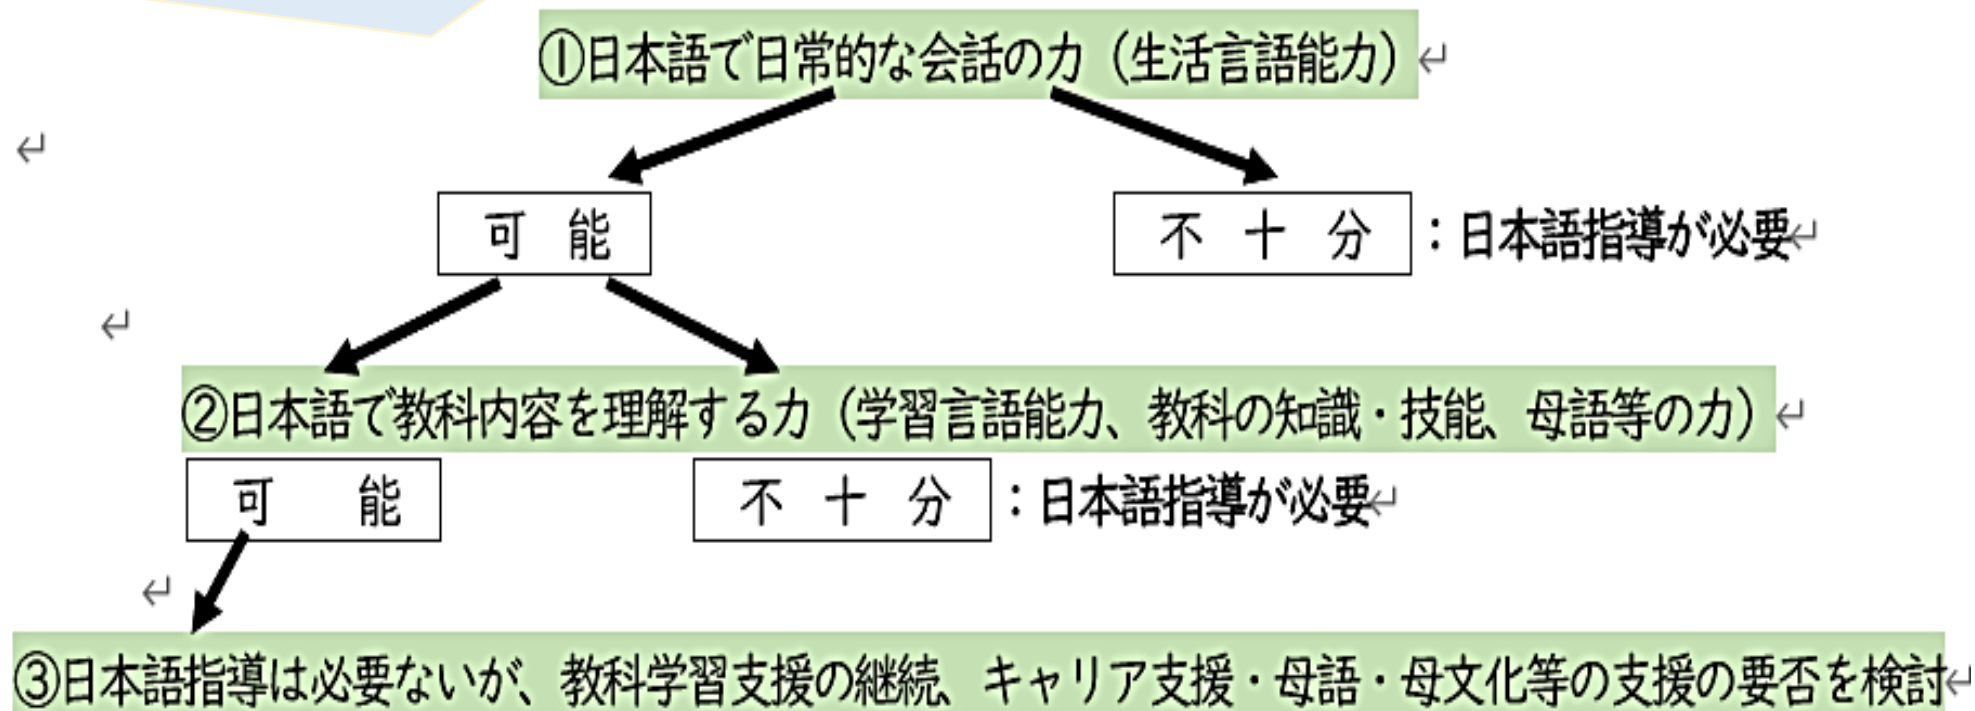 ①日本語で日常的な会話の力（生活言語能力）
可 能
不 十 分：日本語指導が必要
②日本語で教科内容を理解する力（学習言語能力、教科の知識・技能、母語等の力）
可 能
不 十 分：日本語指導が必要
③日本語指導は必要ないが、教科学習支援の継続、キャリア支援・母語・母文化等の支援の要否を検討